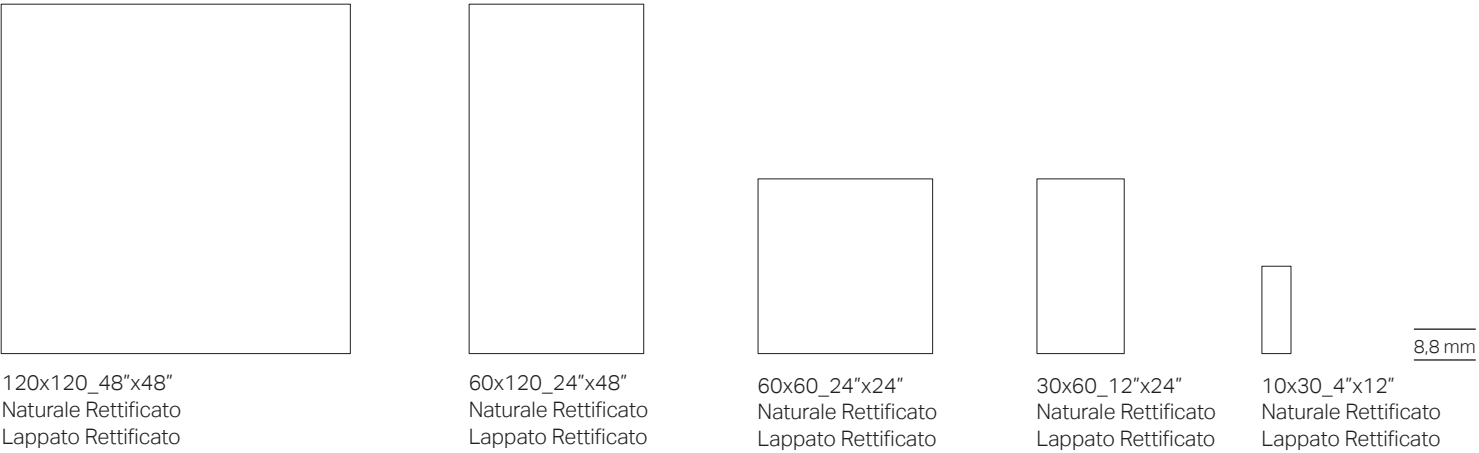 120x120_48”x48”
Naturale Rettificato
Lappato Rettificato
60x120_24”x48”
Naturale Rettificato
Lappato Rettificato
60x60_24”x24”
Naturale Rettificato
Lappato Rettificato
30x60_12”x24”
Naturale Rettificato
Lappato Rettificato
10x30_4”x12”
Naturale Rettificato
Lappato Rettificato
8,8 mm